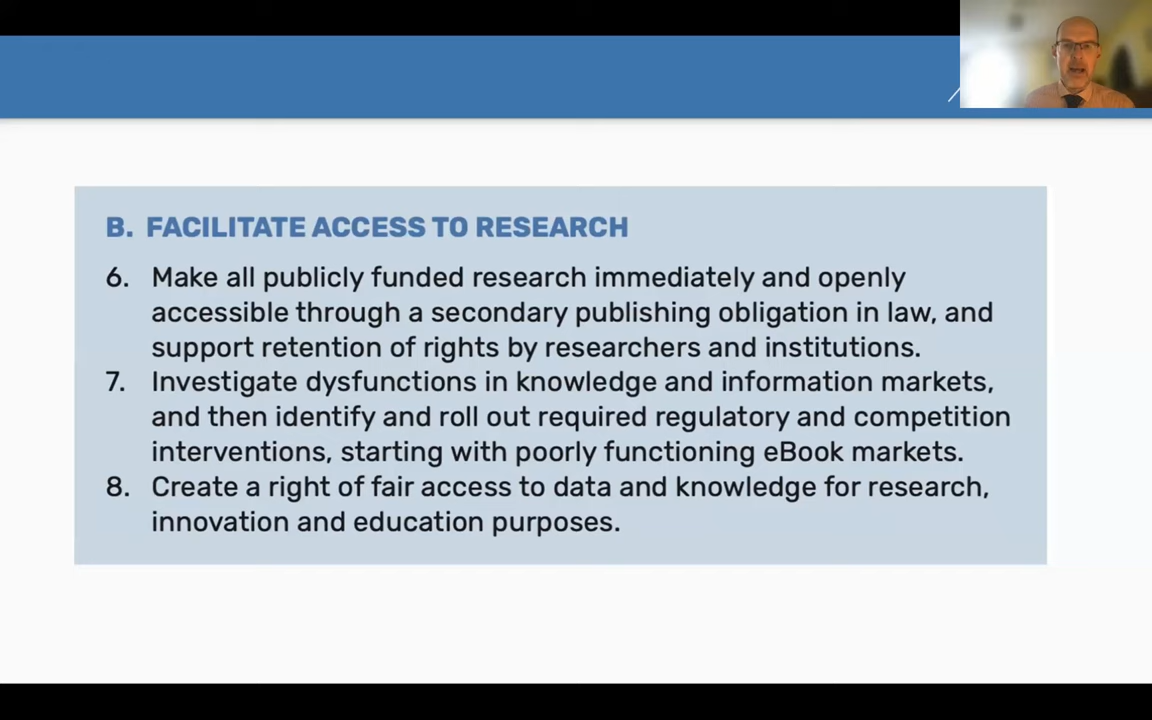 B. FACILITATE ACCESS TO RESEARCH
6. Make all publicly funded research immediately and openly
accessible through a secondary publishing obligation in law, and
support retention of rights by researchers and institutions.
7. Investigate dysfunctions in knowledge and information markets,
and then identify and roll out required regulatory and competition
interventions, starting with poorly functioning eBook markets.
8. Create a right of fair access to data and knowledge for research,
innovation and education purposes.